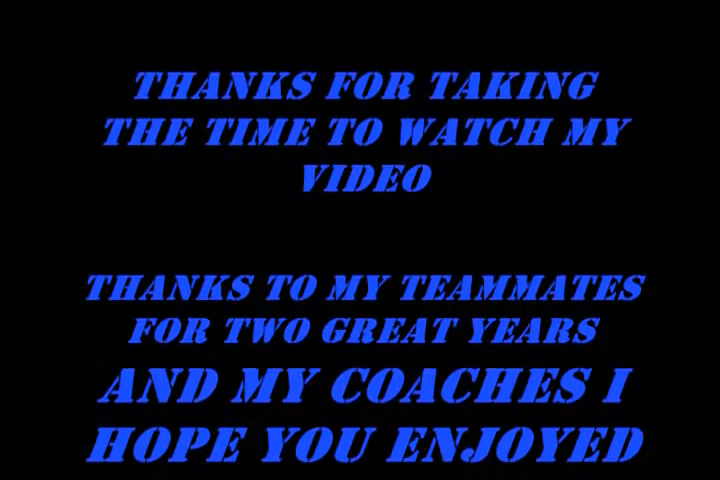 THANKS FOR TAKING
THE TIME TO WATCH MY
VIDEO
THANKS TO MY TEAMMATES
FOR TWO GREAT YEARS
AND MY COACHES I
HOPE YOU ENJOYED